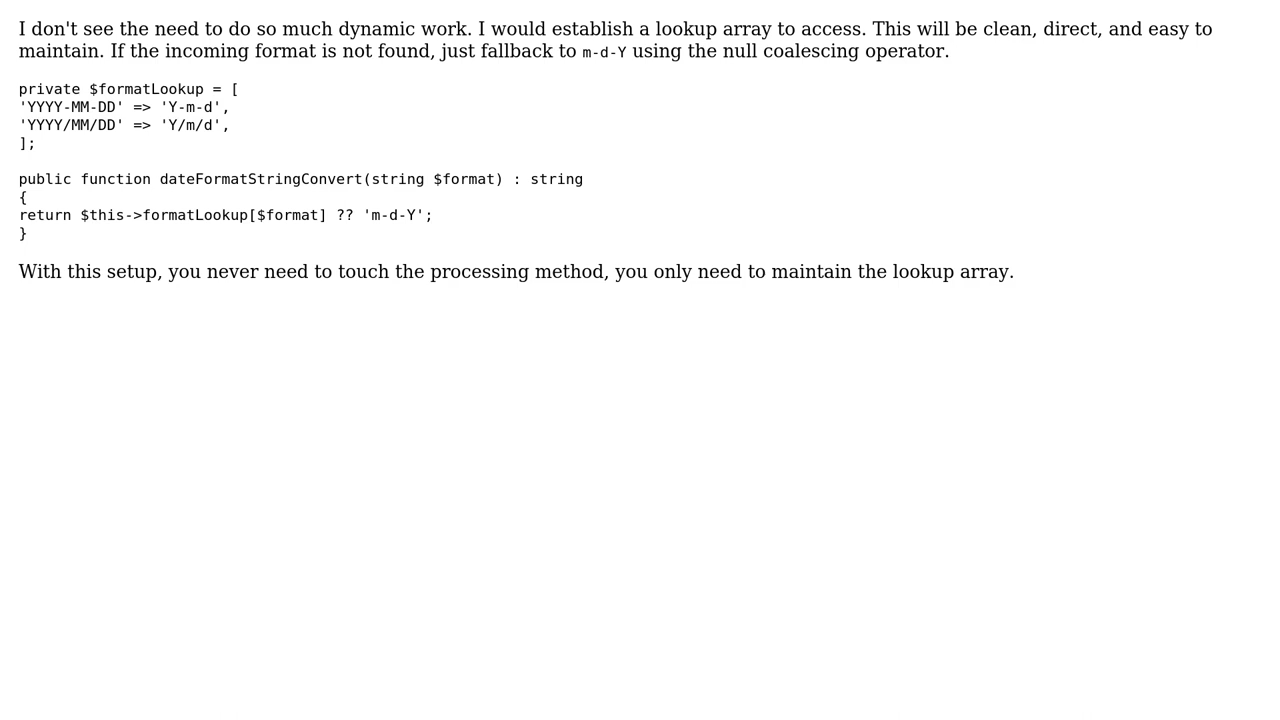 I don't see the need to do so much dynamic work. I would establish a lookup array to access. This will be clean, direct, and easy to
maintain. If the incoming format is not found, just fallback to m-d-Y using the null coalescing operator.
private $formatLookup = [
'YYYY-MM-DD' => 'Y-m-d',
'YYYY/MM/DD' => 'Y/m/d',
];
public function dateFormatStringConvert(string $format) : string
{
return $this->formatLookup[$format] ?? 'm-d-Y';
}
With this setup, you never need to touch the processing method, you only need to maintain the lookup array.